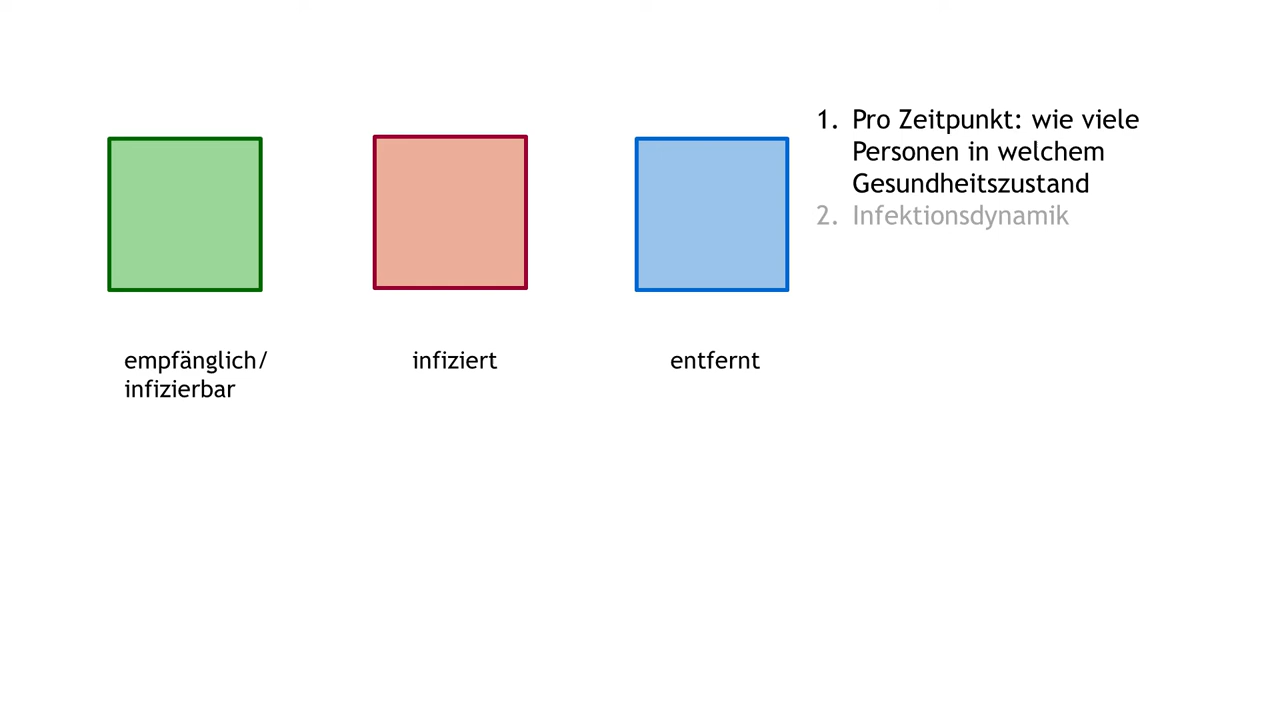 1. Pro Zeitpunkt: wie viele
Personen in welchem
Gesundheitszustand
2. Infektionsdynamik
empfänglich/
infizierbar
infiziert
entfernt